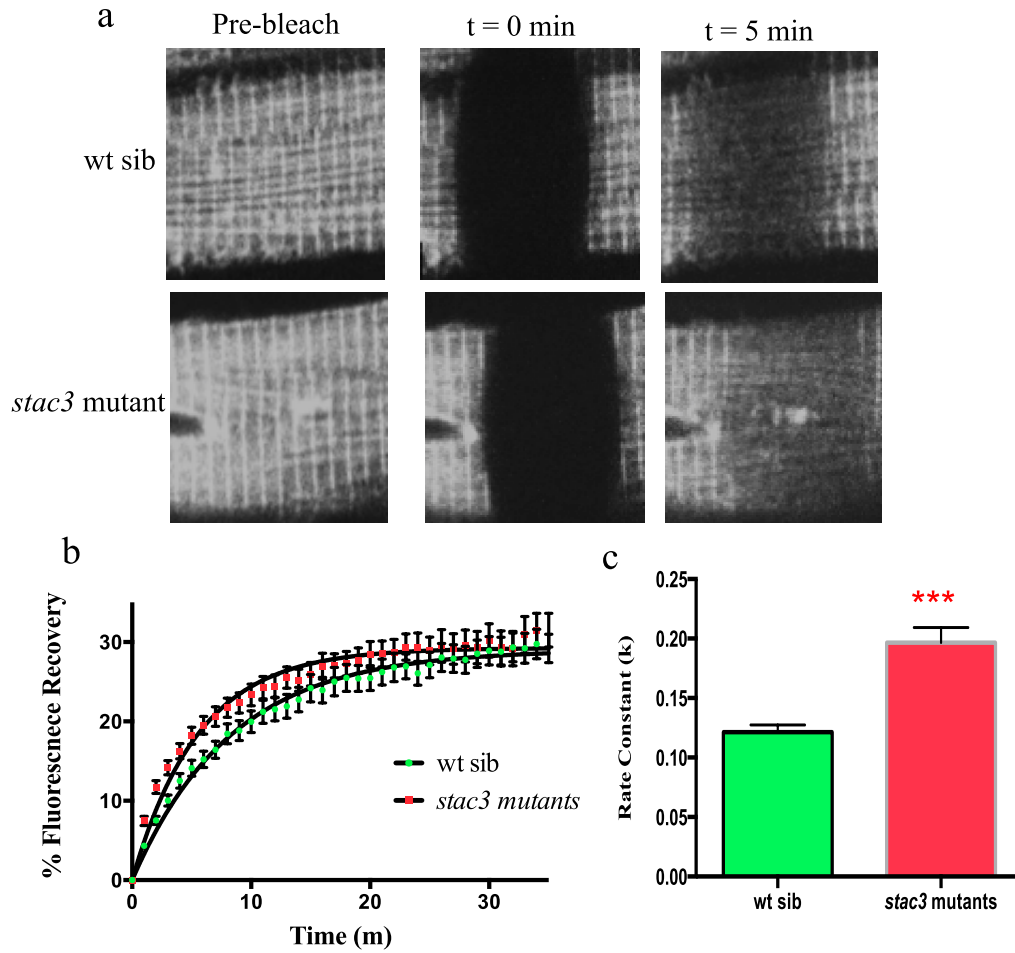 a
Pre-bleach
t = 0 min
t = 5 min
wt sib
stac3 mutant
b
% Fluorescnece Recovery
30
20
10
0
0
10
20
30
Time (m)
wt sib
stac3 mutants
c
Rate Constant (k)
0.25
0.20
0.15
0.10
0.05
0.00
***
wt sib
stac3 mutants